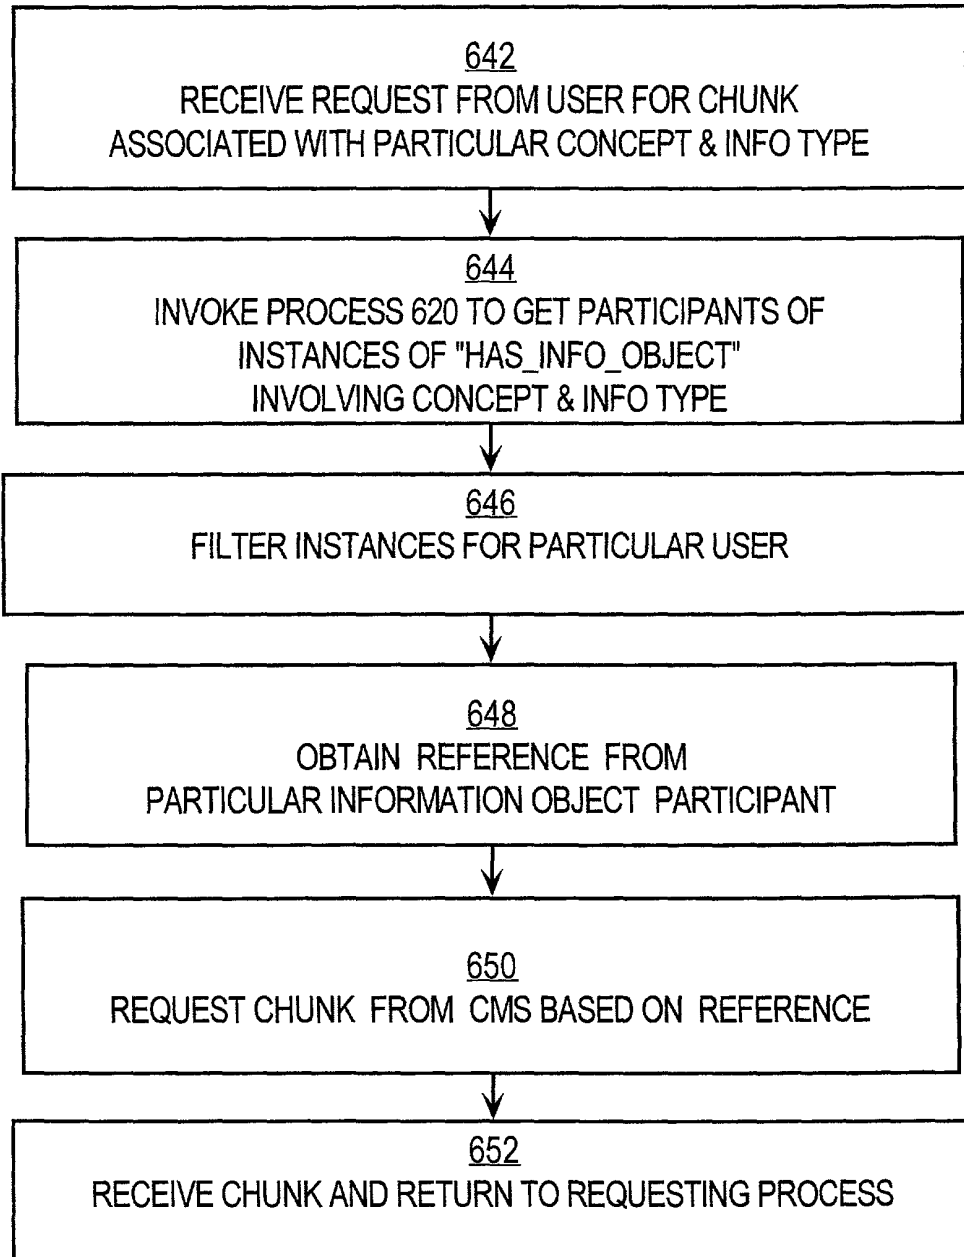 642
RECEIVE REQUEST FROM USER FOR CHUNK
ASSOCIATED WITH PARTICULAR CONCEPT & INFO TYPE
644
INVOKE PROCESS 620 TO GET PARTICIPANTS OF
INSTANCES OF "HAS_INFO_OBJECT"
INVOLVING CONCEPT & INFO TYPE
646
FILTER INSTANCES FOR PARTICULAR USER
648
OBTAIN REFERENCE FROM
PARTICULAR INFORMATION OBJECT PARTICIPANT
650
REQUEST CHUNK FROM CMS BASED ON REFERENCE
652
RECEIVE CHUNK AND RETURN TO REQUESTING PROCESS